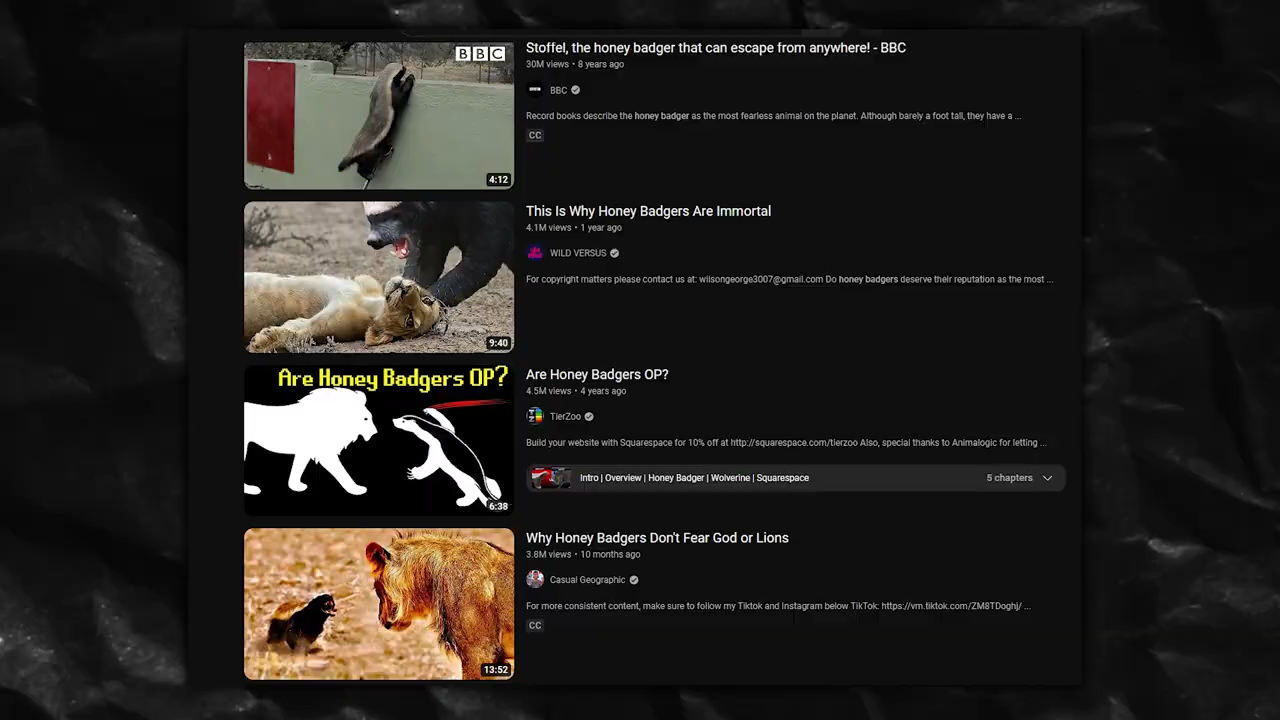 BBC
4:12
Stoffel, the honey badger that can escape from anywhere! - BBC
30M views • 8 years ago
BBC
Record books describe the honey badger as the most fearless animal on the planet. Although barely a foot tall, they have a ...
CC
9:40
This Is Why Honey Badgers Are Immortal
4.1M views • 1 year ago
WILD VERSUS
For copyright matters please contact us at: wilsongeorge3007@gmail.com Do honey badgers deserve their reputation as the most ...
Are Honey Badgers OP?
6:38
Are Honey Badgers OP?
4.5M views • 4 years ago
TierZoo
Build your website with Squarespace for 10% off at http://squarespace.com/tierzoo Also, special thanks to Animalogic for letting ...
Intro | Overview | Honey Badger | Wolverine | Squarespace
5 chapters
13:52
Why Honey Badgers Don't Fear God or Lions
3.8M views • 10 months ago
Casual Geographic
For more consistent content, make sure to follow my Tiktok and Instagram below TikTok: https://vm.tiktok.com/ZM8TDoghj/ ...
CC